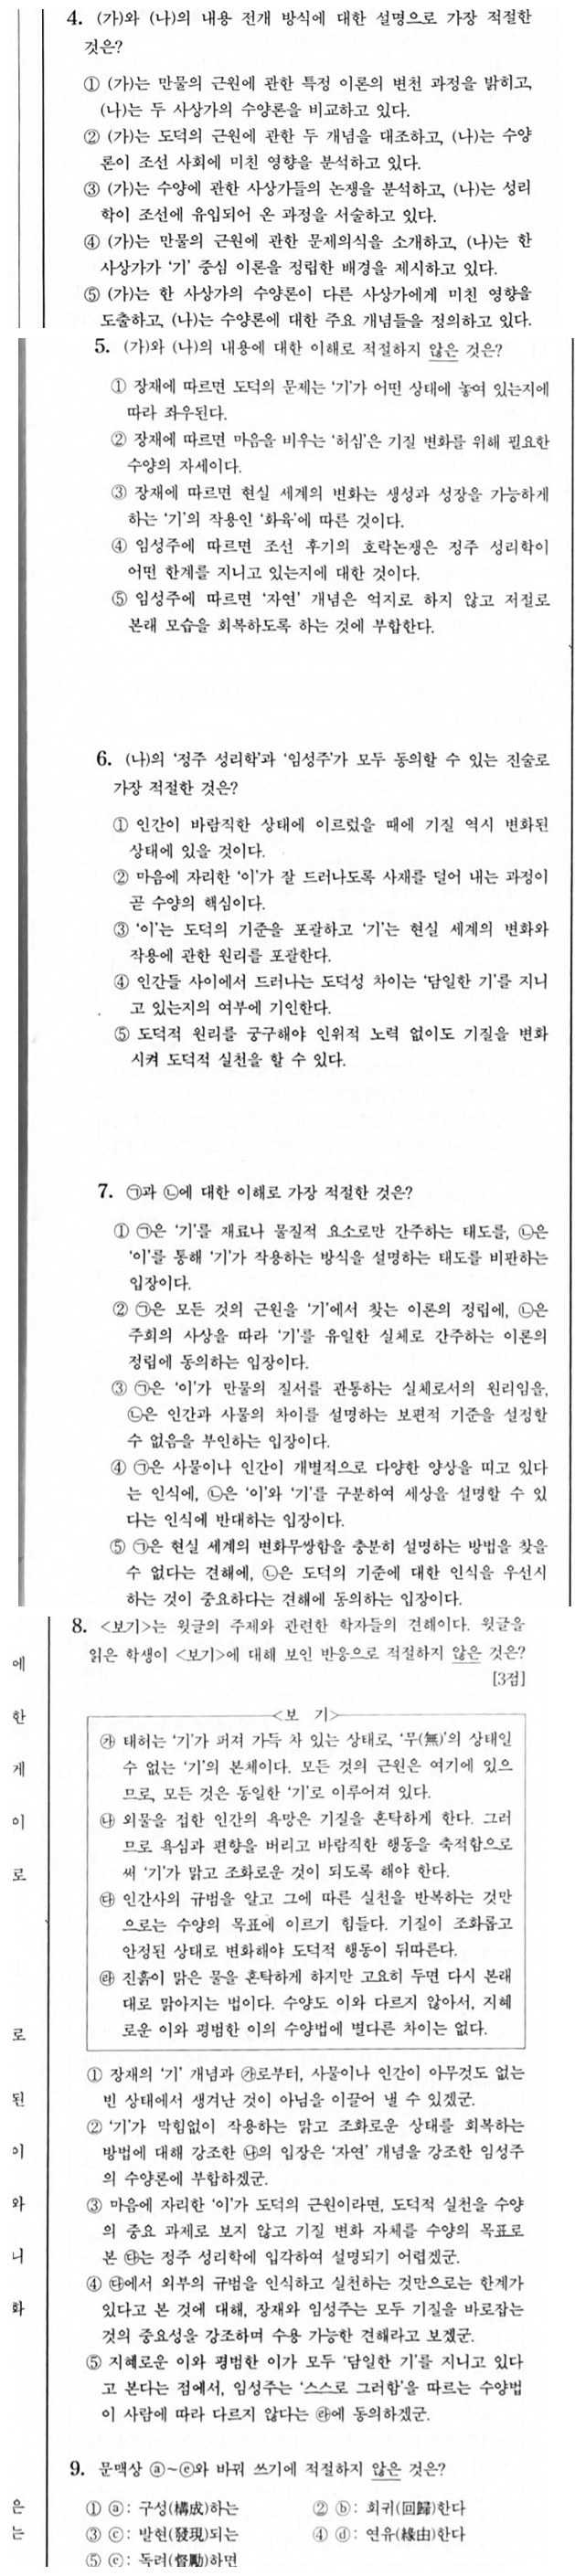 4. (가)와 (나)의 내용 전개 방식에 대한 설명으로 가장 적절한
것은?
① (가)는 만물의 근원에 관한 특정 이론의 변천 과정을 밝히고,
(나)는 두 사상가의 수양론을 비교하고 있다.
② (가)는 도덕의 근원에 관한 두 개념을 대조하고, (나)는 수양
론이 조선 사회에 미친 영향을 분석하고 있다.
③ (가)는 수양에 관한 사상가들의 논쟁을 분석하고, (나)는 성리
학이 조선에 유입되어 온 과정을 서술하고 있다.
④ (가)는 만물의 근원에 관한 문제의식을 소개하고, (나)는 한
사상가가 '기' 중심 이론을 정립한 배경을 제시하고 있다.
⑤ (가)는 한 사상가의 수양론이 다른 사상가에게 미친 영향을
도출하고, (나)는 수양론에 대한 주요 개념들을 정의하고 있다.
5. (가)와 (나)의 내용에 대한 이해로 적절하지 않은 것은?
① 장재에 따르면 도덕의 문제는 '기'가 어떤 상태에 놓여 있는지에
따라 좌우된다.
② 장재에 따르면 마음을 비우는 '허심'은 기질 변화를 위해 필요한
수양의 자세이다.
③ 장재에 따르면 현실 세계의 변화는 생성과 성장을 가능하게
하는 '기'의 작용인 '화육'에 따른 것이다.
④ 임성주에 따르면 조선 후기의 호락논쟁은 정주 성리학이
어떤 한계를 지니고 있는지에 대한 것이다.
⑤ 임성주에 따르면 '자연' 개념은 억지로 하지 않고 저절로
본래 모습을 회복하도록 하는 것에 부합한다.
6. (나)의 '정주 성리학'과 '임성주'가 모두 동의할 수 있는 진술로
가장 적절한 것은?
① 인간이 바람직한 상태에 이르렀을 때에 기질 역시 변화된
상태에 있을 것이다.
② 마음에 자리한 '이'가 잘 드러나도록 사재를 덜어 내는 과정이
곧 수양의 핵심이다.
③ '이'는 도덕의 기준을 포괄하고 '기'는 현실 세계의 변화와
작용에 관한 원리를 포괄한다.
④ 인간들 사이에서 드러나는 도덕성 차이는 '담일한 기'를 지니
고 있는지의 여부에 기인한다.
⑤ 도덕적 원리를 궁구해야 인위적 노력 없이도 기질을 변화
시켜 도덕적 실천을 할 수 있다.
7. ㉠과 ㉡에 대한 이해로 가장 적절한 것은?
① ㉠은 '기'를 재료나 물질적 요소로만 간주하는 태도를, ㉡은
'이'를 통해 '기'가 작용하는 방식을 설명하는 태도를 비판하는
입장이다.
② ㉠은 모든 것의 근원을 '기'에서 찾는 이론의 정립에, ㉡은
주희의 사상을 따라 '기'를 유일한 실체로 간주하는 이론의
정립에 동의하는 입장이다.
③ ㉠은 '이'가 만물의 질서를 관통하는 실체로서의 원리임을,
㉡은 인간과 사물의 차이를 설명하는 보편적 기준을 설정할
수 없음을 부인하는 입장이다.
④ ㉠은 사물이나 인간이 개별적으로 다양한 양상을 띠고 있다
는 인식에, ㉡은 '이'와 '기'를 구분하여 세상을 설명할 수 있
다는 인식에 반대하는 입장이다.
⑤ ㉠은 현실 세계의 변화무쌍함을 충분히 설명하는 방법을 찾을
수 없다는 견해에, ㉡은 도덕의 기준에 대한 인식을 우선시
하는 것이 중요하다는 견해에 동의하는 입장이다.
8. <보기>는 윗글의 주제와 관련한 학자들의 견해이다. 윗글을
읽은 학생이 <보기>에 대해 보인 반응으로 적절하지 않은 것은?
[3점]
<보 기>
㉮ 태허는 '기'가 퍼져 가득 차 있는 상태로, '무(無)'의 상태일
수 없는 '기'의 본체이다. 모든 것의 근원은 여기에 있으
므로, 모든 것은 동일한 '기'로 이루어져 있다.
㉯ 외물을 접한 인간의 욕망은 기질을 혼탁하게 한다. 그러
므로 욕심과 편향을 버리고 바람직한 행동을 축적함으로
써 '기'가 맑고 조화로운 것이 되도록 해야 한다.
㉰ 인간사의 규범을 알고 그에 따른 실천을 반복하는 것만
으로는 수양의 목표에 이르기 힘들다. 기질이 조화롭고
안정된 상태로 변화해야 도덕적 행동이 뒤따른다.
㉱ 진흙이 맑은 물을 혼탁하게 하지만 고요히 두면 다시 본래
대로 맑아지는 법이다. 수양도 이와 다르지 않아서, 지혜
로운 이와 평범한 이의 수양법에 별다른 차이는 없다.
① 장재의 '기' 개념과 ㉮로부터, 사물이나 인간이 아무것도 없는
빈 상태에서 생겨난 것이 아님을 이끌어 낼 수 있겠군.
② '기'가 막힘없이 작용하는 맑고 조화로운 상태를 회복하는
방법에 대해 강조한 ㉯의 입장은 '자연' 개념을 강조한 임성주
의 수양론에 부합하겠군.
③ 마음에 자리한 '이'가 도덕의 근원이라면, 도덕적 실천을 수양
의 중요 과제로 보지 않고 기질 변화 자체를 수양의 목표로
본 ㉰는 정주 성리학에 입각하여 설명되기 어렵겠군.
④ ㉰에서 외부의 규범을 인식하고 실천하는 것만으로는 한계가
있다고 본 것에 대해, 장재와 임성주는 모두 기질을 바로잡는
것의 중요성을 강조하며 수용 가능한 견해라고 보겠군.
⑤ 지혜로운 이와 평범한 이가 모두 '담일한 기'를 지니고 있다
고 본다는 점에서, 임성주는 '스스로 그러함'을 따르는 수양법
이 사람에 따라 다르지 않다는 ㉱에 동의하겠군.
9. 문맥상 ⓐ~ⓔ와 바꿔 쓰기에 적절하지 않은 것은?
① ⓐ: 구성(構成)하는
② ⓑ: 회귀(回歸)한다
③ ⓒ: 발현(發現)되는
④ ⓓ: 연유(緣由)한다
⑤ ⓔ: 독려(督勵)하면
에
한
게
이
로
로
된
이
와
니
화
은
는